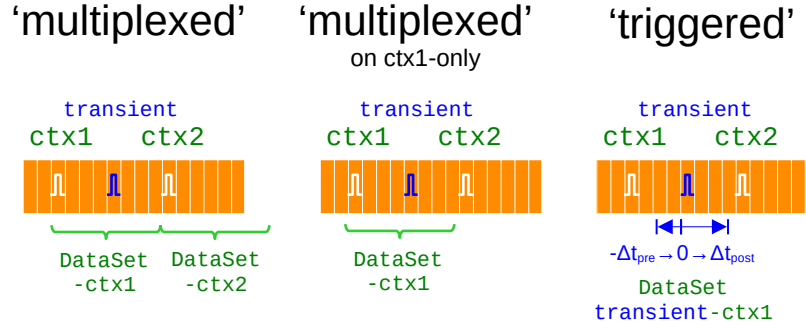 'multiplexed'
transient
ctx1 ctx2
DataSet
-ctx1
DataSet
-ctx2
'multiplexed'
on ctx1-only
transient
ctx1 ctx2
DataSet
-ctx1
'triggered'
transient
ctx1 ctx2
-Δtpre→0→Δtpost
DataSet
transient-ctx1